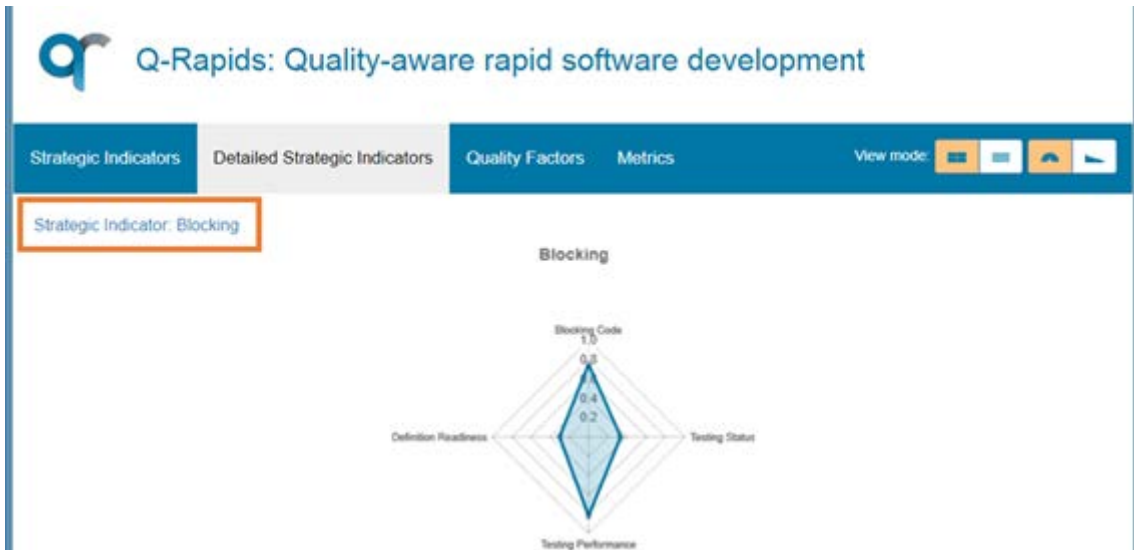 qr
Q-Rapids: Quality-aware rapid software development
Strategic Indicators Detailed Strategic Indicators Quality Factors Metrics View mode:
Strategic Indicator: Blocking
Blocking
Blocking Code
1.0
0.8
0.4
0.2
Definition Readiness Testing Status
Testing Performance